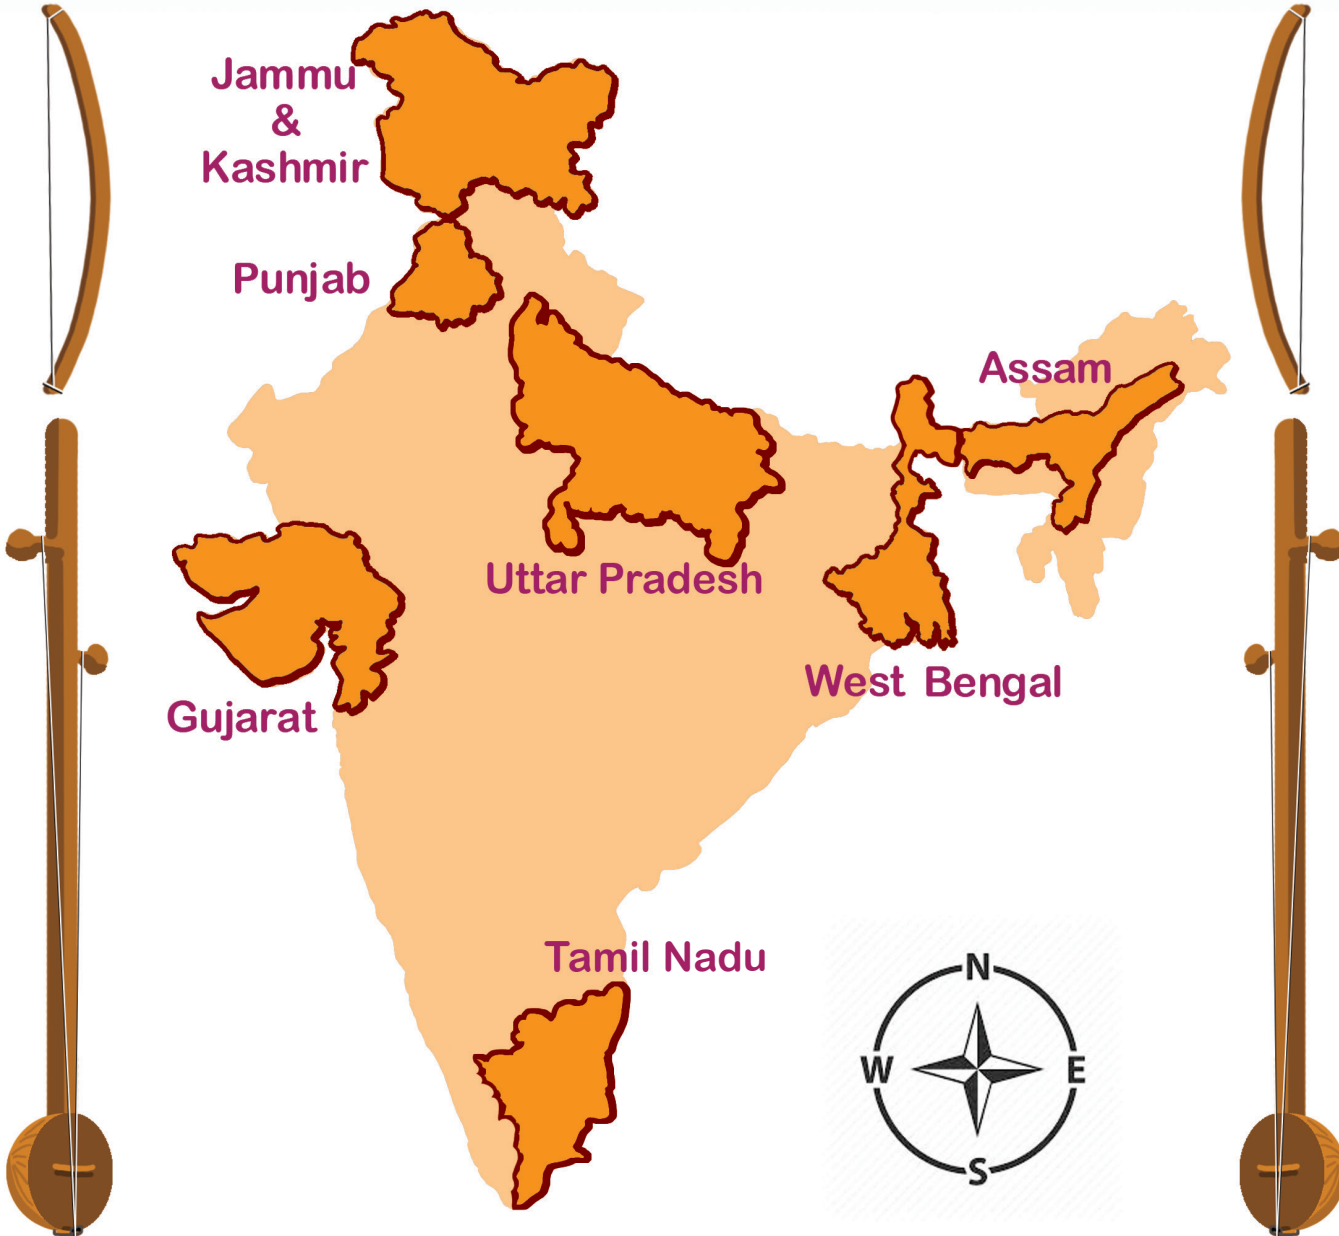 Jammu
&
Kashmir
Punjab
Assam
Uttar Pradesh
West Bengal
Gujarat
Tamil Nadu
N
W
E
S